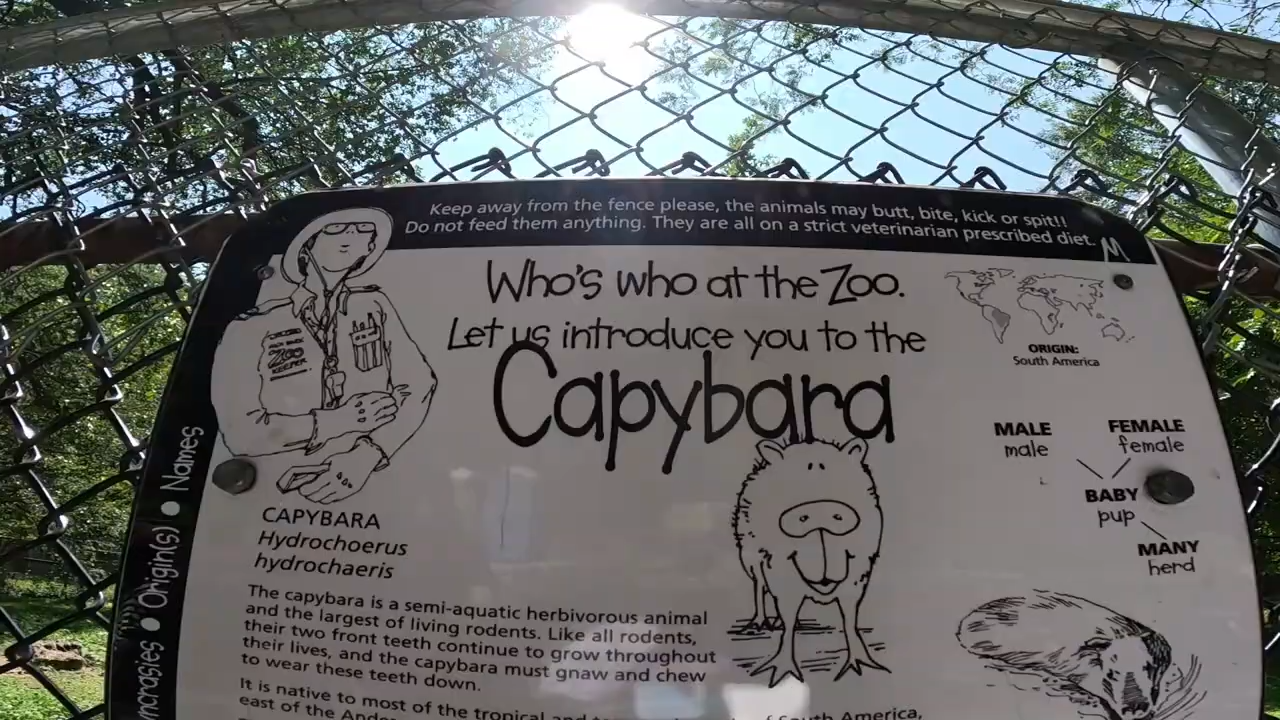 Keep away from the fence please, the animals may butt, bite, kick or spit!!
Do not feed them anything. They are all on a strict veterinarian prescribed diet.
Who's who at the Zoo.
Let us introduce you to the
Capybara
ZOO
KEEPER
ORIGIN:
South America
MALE
male
FEMALE
female
BABY
pup
MANY
herd
Origin(s) ● Names
CAPYBARA
Hydrochoerus
hydrochaeris
The capybara is a semi-aquatic herbivorous animal
and the largest of living rodents. Like all rodents,
their two front teeth continue to grow throughout
their lives, and the capybara must gnaw and chew
to wear these teeth down.
It is native to most of the tropical and South America,
east of the